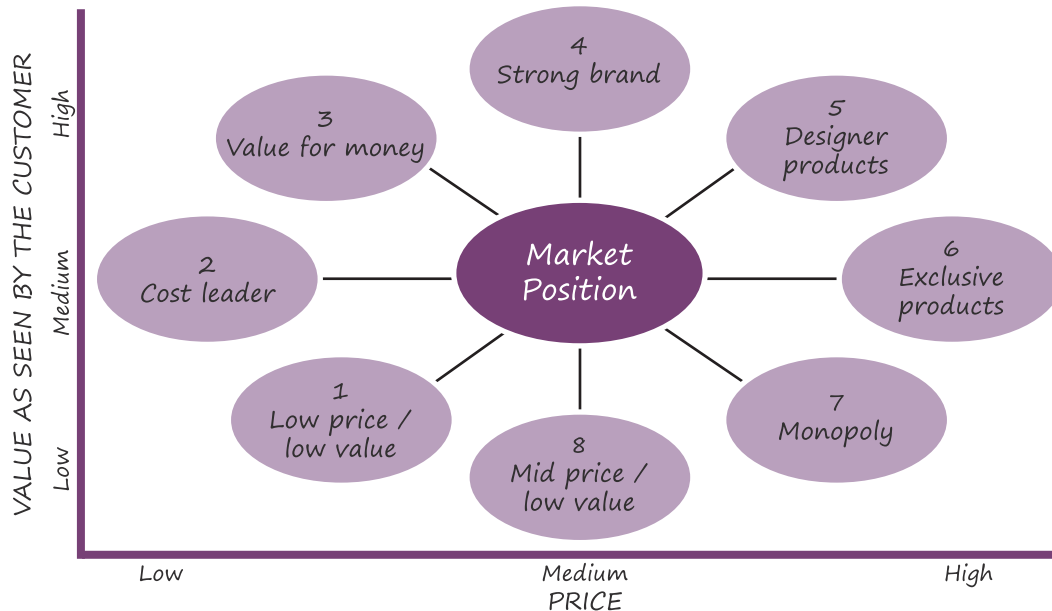 VALUE AS SEEN BY THE CUSTOMER
High
Medium
Low
4
Strong brand
3
Value for money
5
Designer
products
Market
Position
2
Cost leader
6
Exclusive
products
1
Low price /
low value
7
Monopoly
8
Mid price /
low value
Low
Medium
High
PRICE